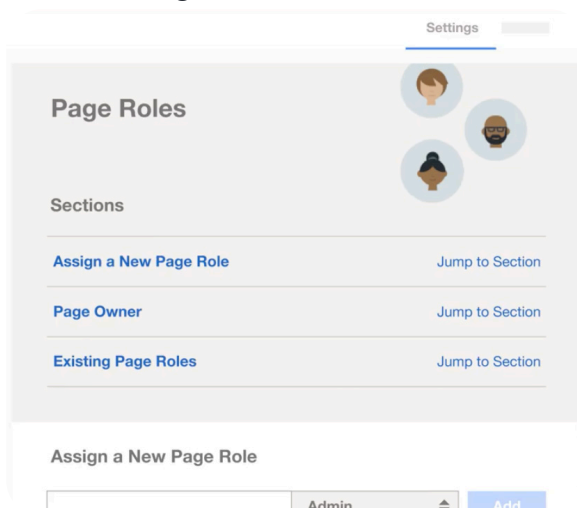 Settings
Page Roles
Sections
Assign a New Page Role Jump to Section
Page Owner Jump to Section
Existing Page Roles Jump to Section
Assign a New Page Role
Admin Add